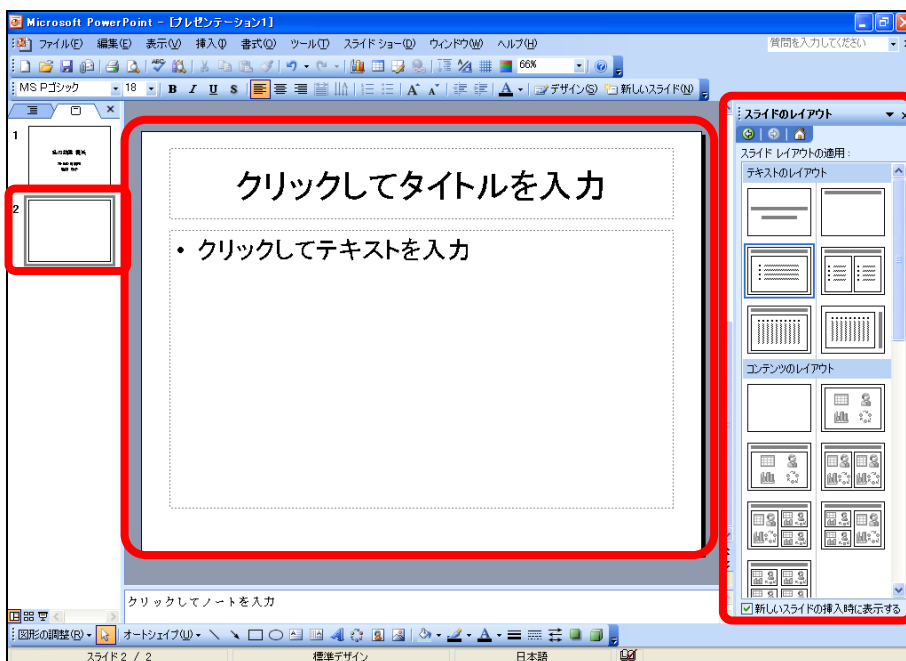 Microsoft PowerPoint - [プレゼンテーション1]
ファイル(F) 編集(E) 表示(V) 挿入(I) 書式(O) ツール(T) スライド ショー(D) ウィンドウ(W) ヘルプ(H) 質問を入力してください
66%
MS Pゴシック 18 B I U S A A A デザイン(S) 新しいスライド(N)
1
2
クリックしてタイトルを入力
• クリックしてテキストを入力
クリックしてノートを入力
スライドのレイアウト
スライド レイアウトの適用:
テキストのレイアウト
コンテンツのレイアウト
新しいスライドの挿入時に表示する
図形の調整(R) オートシェイプ(U)
スライド 2 / 2 標準デザイン 日本語